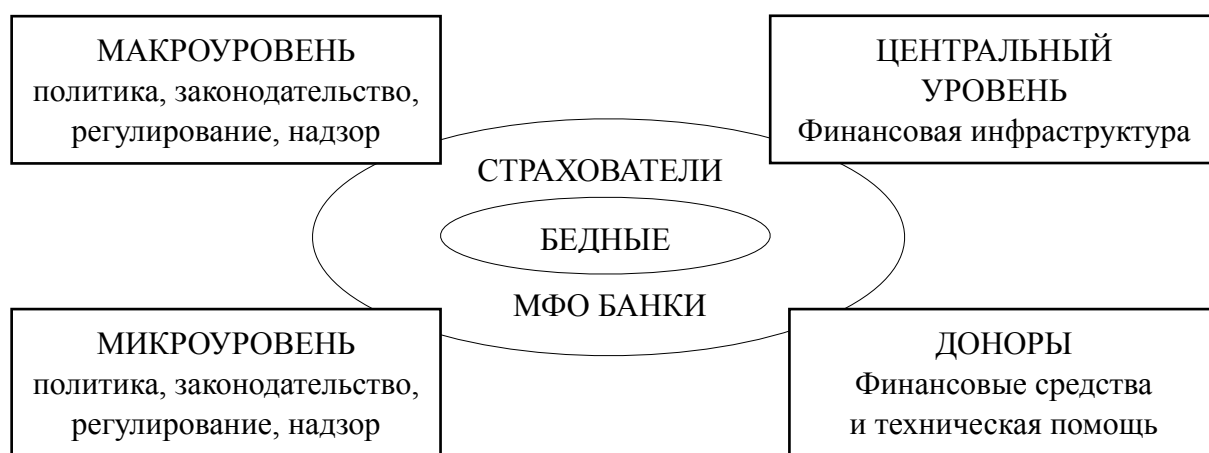 МАКРОУРОВЕНЬ
политика, законодательство,
регулирование, надзор
ЦЕНТРАЛЬНЫЙ
УРОВЕНЬ
Финансовая инфраструктура
СТРАХОВАТЕЛИ
БЕДНЫЕ
МФО БАНКИ
МИКРОУРОВЕНЬ
политика, законодательство,
регулирование, надзор
ДОНОРЫ
Финансовые средства
и техническая помощь